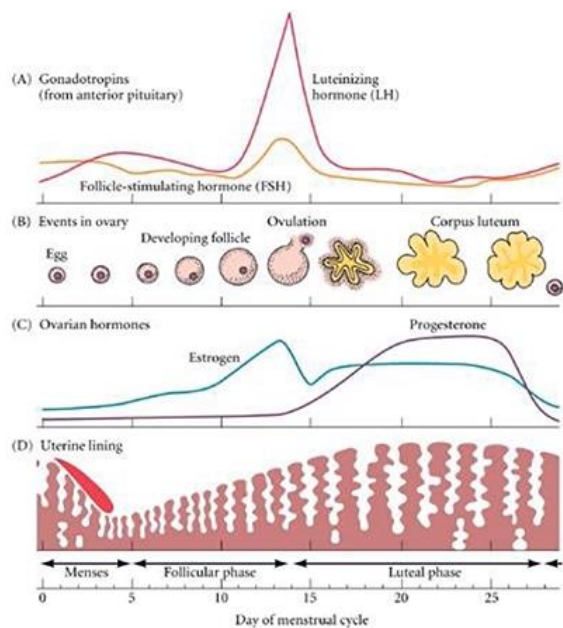 (A) Gonadotropins
(from anterior pituitary)
Luteinizing
hormone (LH)
Follicle-stimulating hormone (FSH)
(B) Events in ovary
Ovulation
Corpus luteum
Developing follicle
Egg
(C) Ovarian hormones
Progesterone
Estrogen
(D) Uterine lining
Menses
Follicular phase
Luteal phase
0 5 10 15 20 25
Day of menstrual cycle